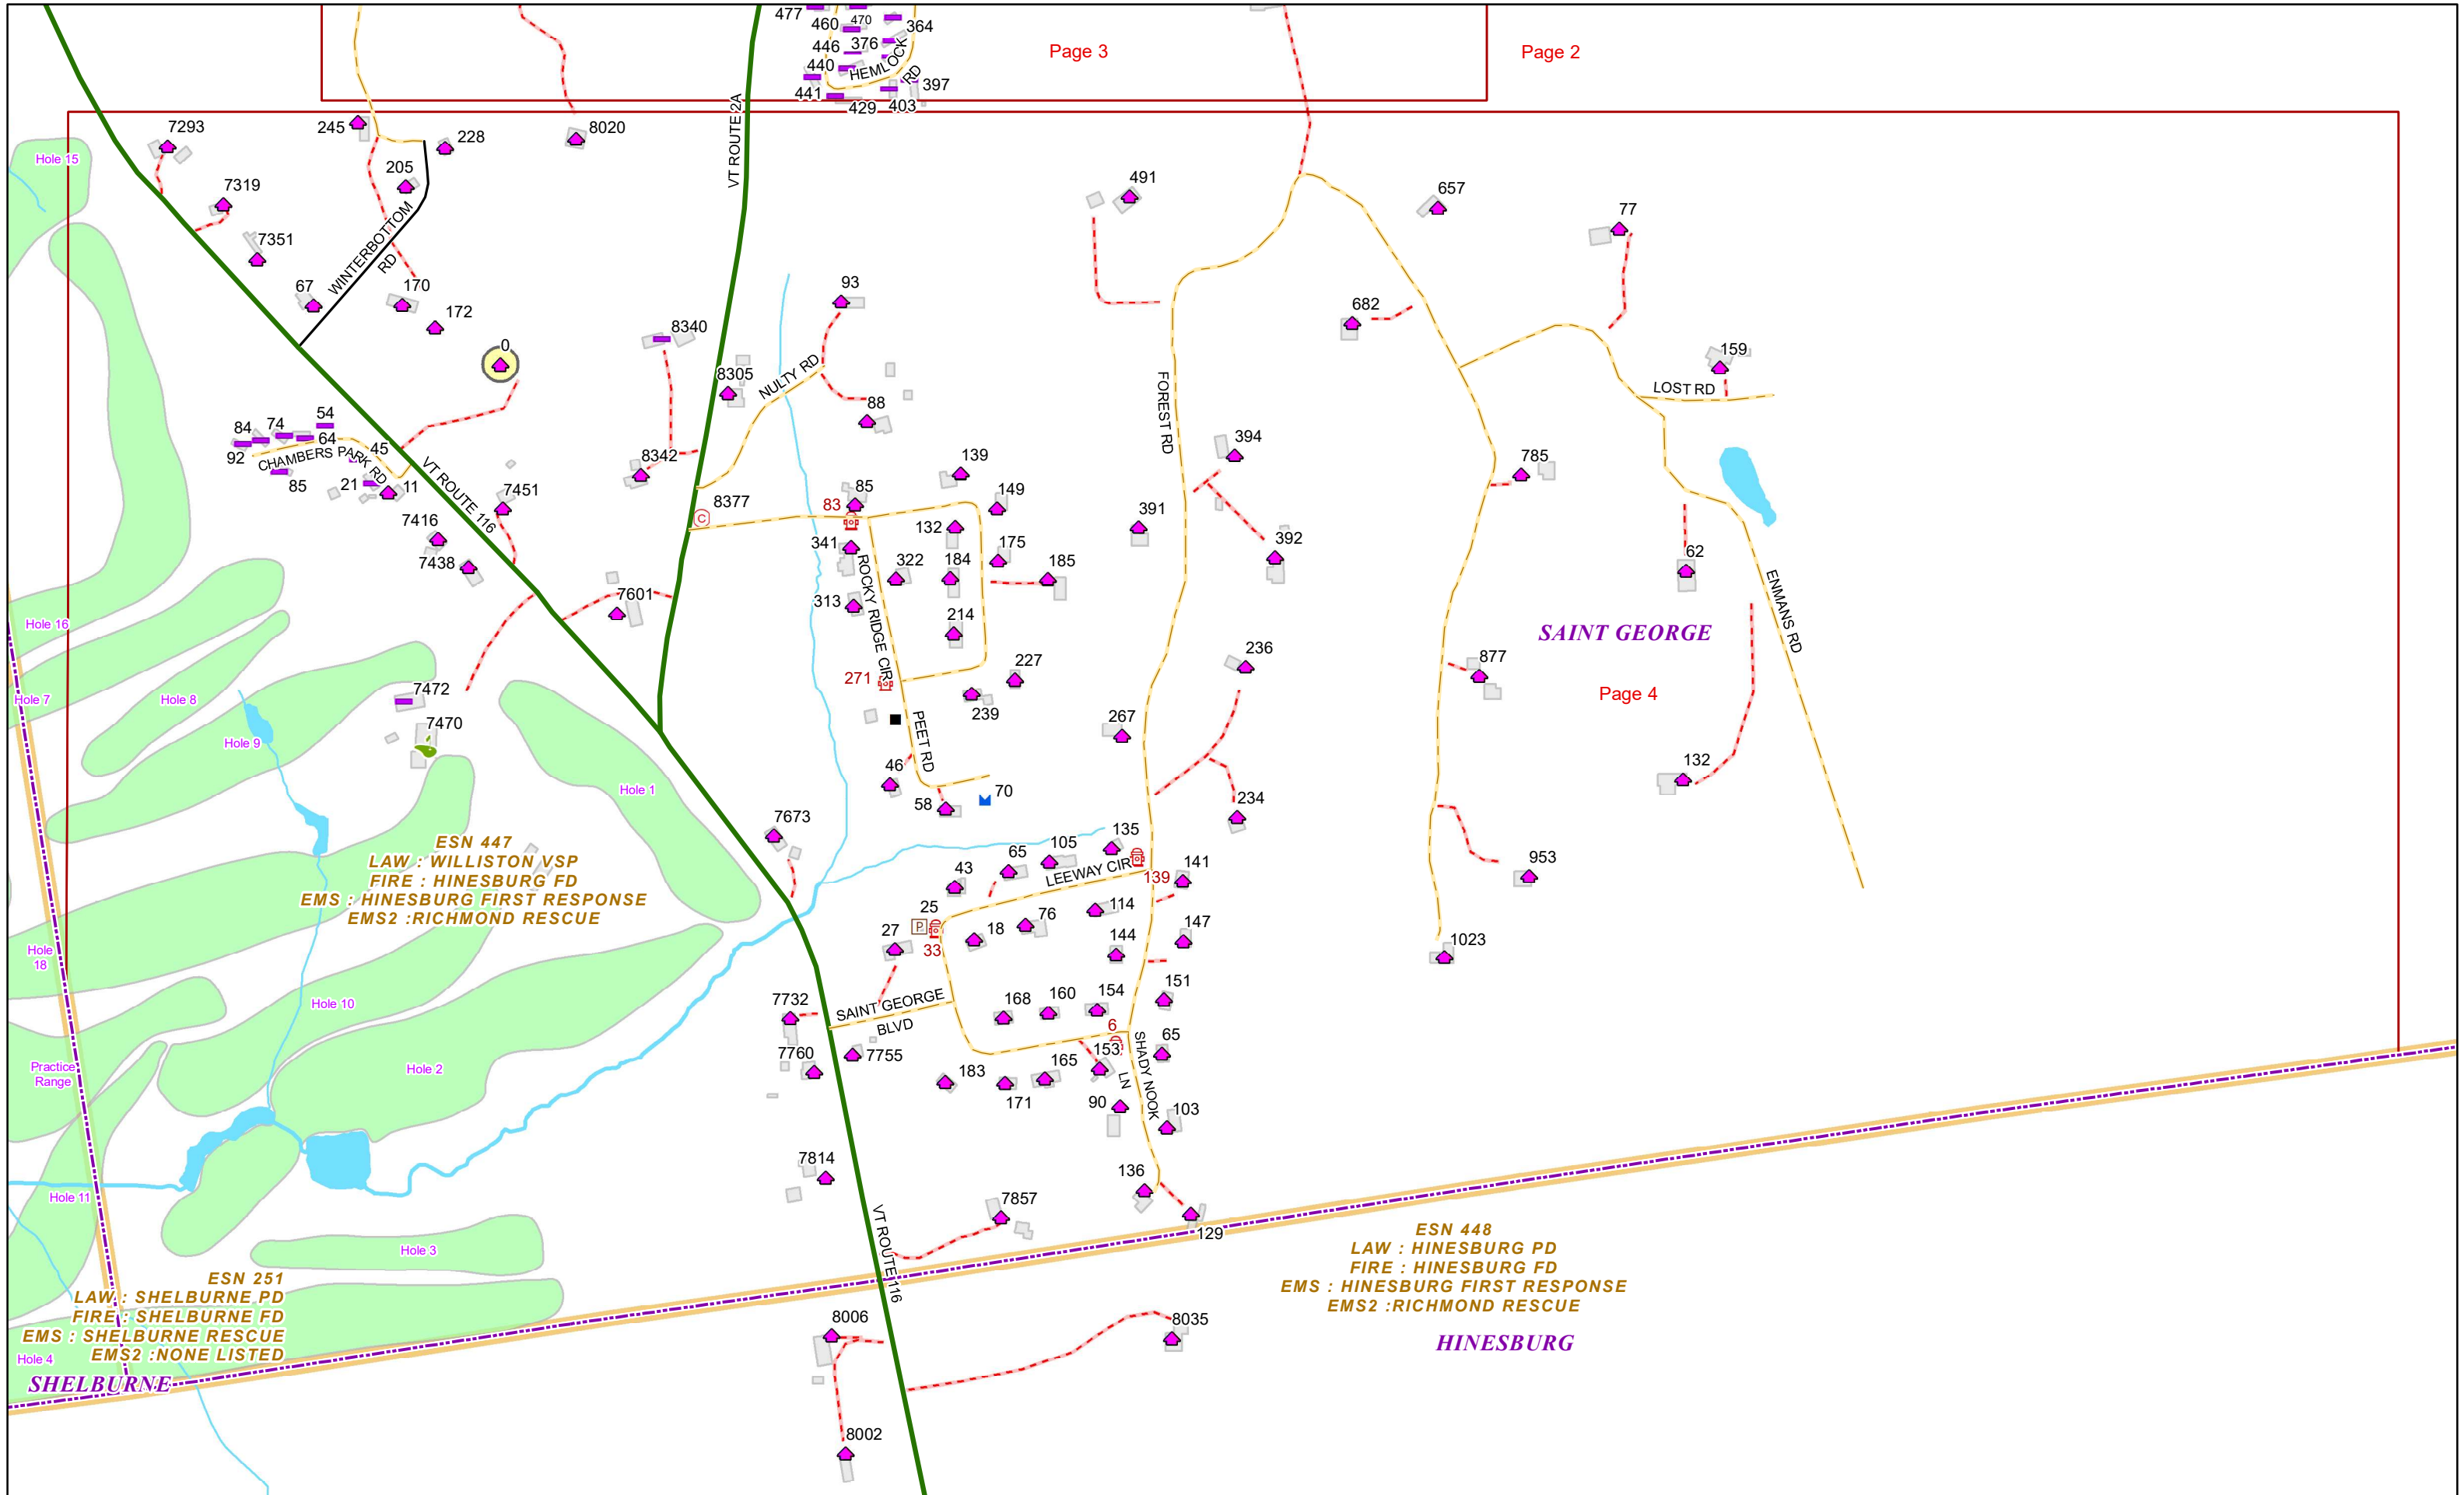 477
460
470
364
446
376
440
HEMLOCK
RD
397
441
429
403
Page 3
Page 2
7293
245
228
8020
VT ROUTE 2A
Hole 15
205
7319
491
657
77
7351
WINTERBOTTOM
RD
67
170
172
93
682
8340
0
8305
NULTY RD
159
LOST RD
FOREST RD
88
54
84
74
64
45
92
CHAMBERS PARK RD
85
21
11
VT ROUTE 116
394
8342
139
785
7451
8377
C
83
85
149
391
7416
132
392
7438
341
175
ROCKY RIDGE CIR
322
184
185
62
ENMANS RD
7601
313
214
Hole 16
SAINT GEORGE
236
877
Page 4
271
227
239
7472
Hole 7
Hole 8
7470
267
Hole 9
PEET RD
46
132
Hole 1
58
70
234
7673
135
105
65
LEEWAY CIR
43
139
141
953
ESN 447
LAW : WILLISTON VSP
FIRE : HINESBURG FD
EMS : HINESBURG FIRST RESPONSE
EMS2 :RICHMOND RESCUE
25
P
33
27
18
76
114
144
147
1023
Hole
18
Hole 10
151
7732
SAINT GEORGE
BLVD
168
160
154
6
65
7760
7755
153
SHADY NOOK
LN
165
183
171
90
103
Practice
Range
Hole 2
7814
136
Hole 11
7857
129
VT ROUTE 116
Hole 3
ESN 448
LAW : HINESBURG PD
FIRE : HINESBURG FD
EMS : HINESBURG FIRST RESPONSE
EMS2 :RICHMOND RESCUE
ESN 251
LAW : SHELBURNE PD
FIRE : SHELBURNE FD
EMS : SHELBURNE RESCUE
EMS2 :NONE LISTED
8006
8035
HINESBURG
Hole 4
SHELBURNE
8002